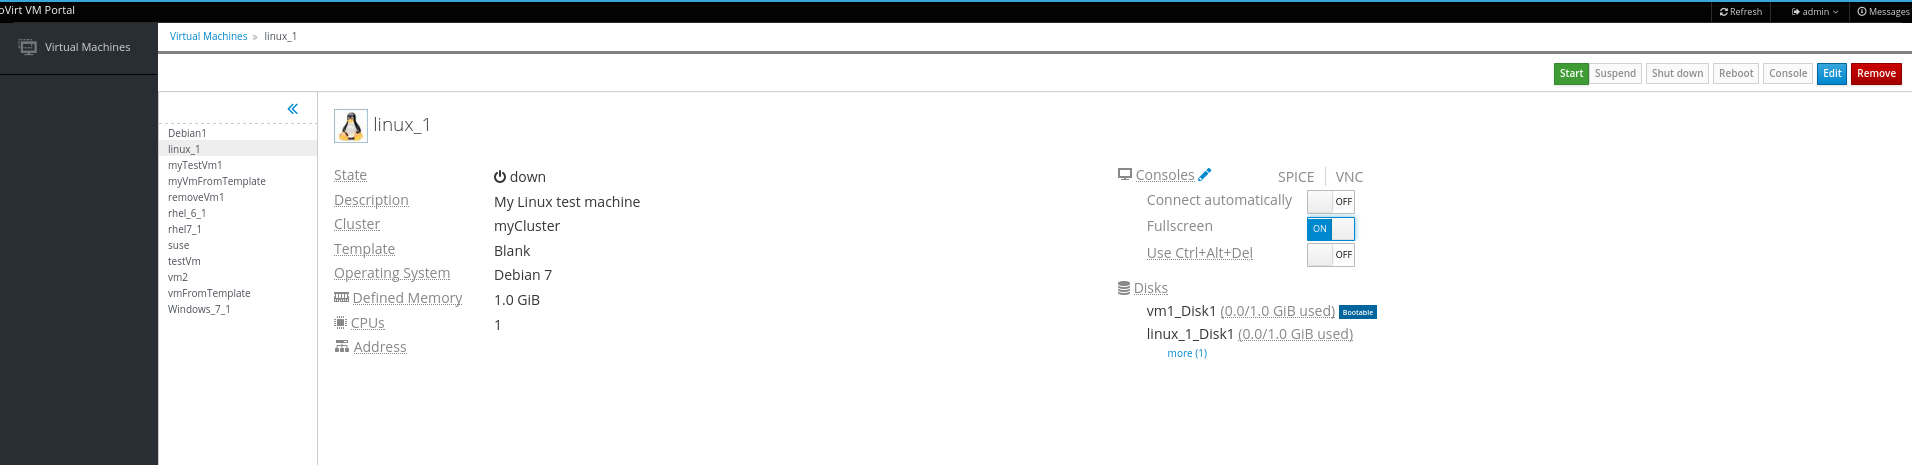 oVirt VM Portal
Refresh admin Messages
Virtual Machines
Virtual Machines » linux_1
Start Suspend Shut down Reboot Console Edit Remove
Debian1
linux_1
myTestVm1
myVmFromTemplate
removeVm1
rhel_6_1
rhel7_1
suse
testVm
vm2
vmFromTemplate
Windows_7_1
linux_1
State down
Description My Linux test machine
Cluster myCluster
Template Blank
Operating System Debian 7
Defined Memory 1.0 GiB
CPUs 1
Address
Consoles SPICE VNC
Connect automatically OFF
Fullscreen ON
Use Ctrl+Alt+Del OFF
Disks
vm1_Disk1 (0.0/1.0 GiB used) Bootable
linux_1_Disk1 (0.0/1.0 GiB used)
more (1)